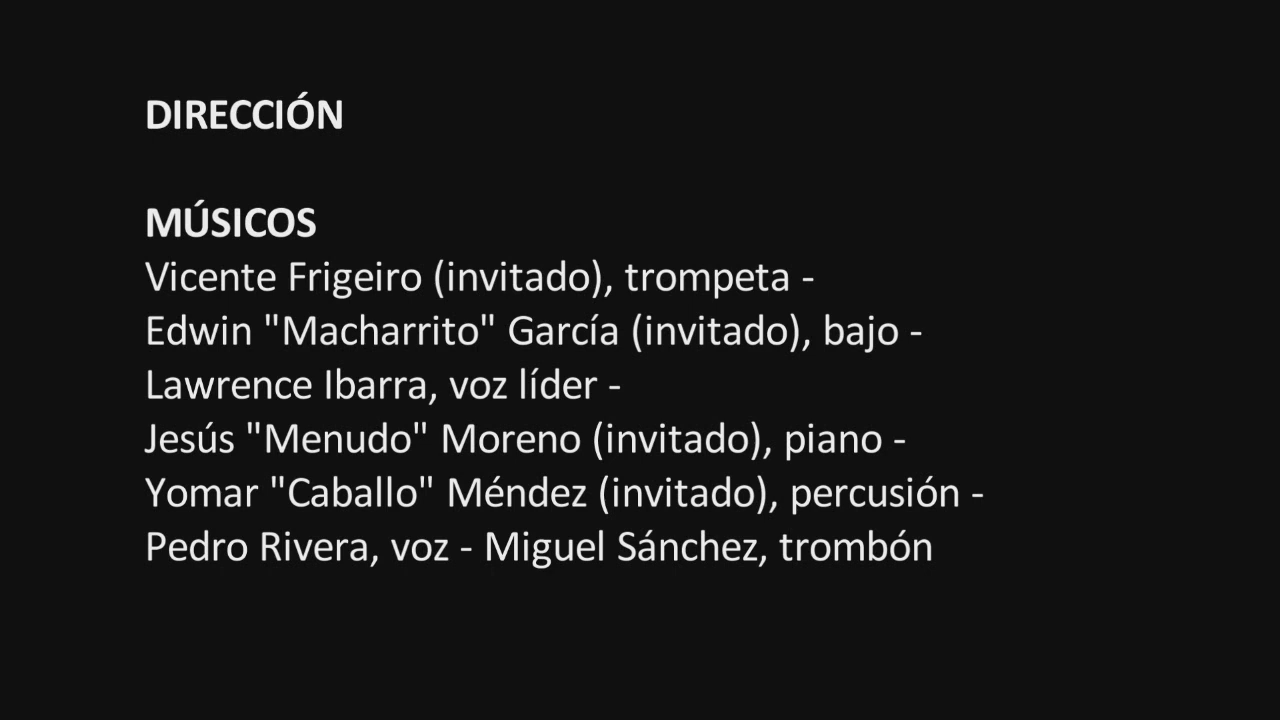 DIRECCIÓN
MÚSICOS
Vicente Frigeiro (invitado), trompeta -
Edwin "Macharrito" García (invitado), bajo -
Lawrence Ibarra, voz líder -
Jesús "Menudo" Moreno (invitado), piano -
Yomar "Caballo" Méndez (invitado), percusión -
Pedro Rivera, voz - Miguel Sánchez, trombón